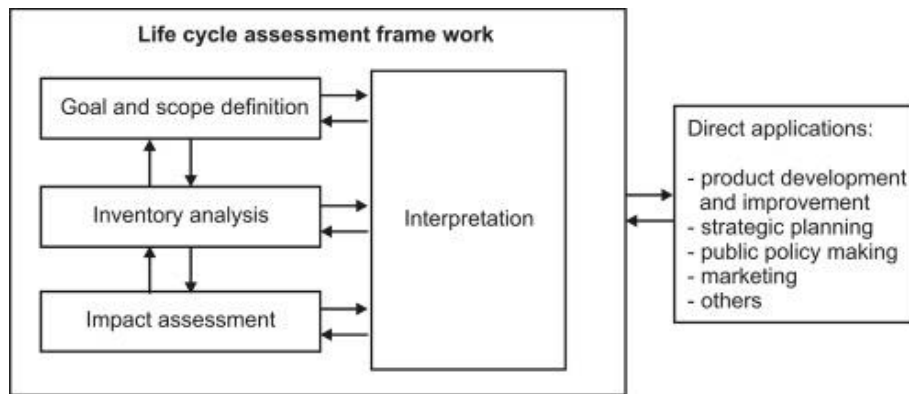 Life cycle assessment frame work
Goal and scope definition
Inventory analysis
Impact assessment
Interpretation
Direct applications:
- product development
and improvement
- strategic planning
- public policy making
- marketing
- others